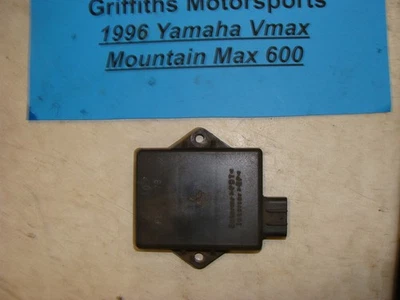 Griffiths Motorsports
1996 Yamaha Vmax
Mountain Max 600